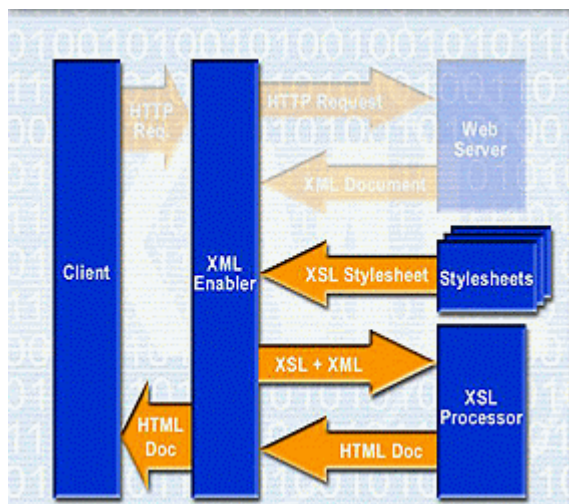 HTTP
Req.
HTTP Request
Web
Server
XML Document
Client
XML
Enabler
XSL Stylesheet
Stylesheets
XSL + XML
XSL
Processor
HTML
Doc
HTML Doc